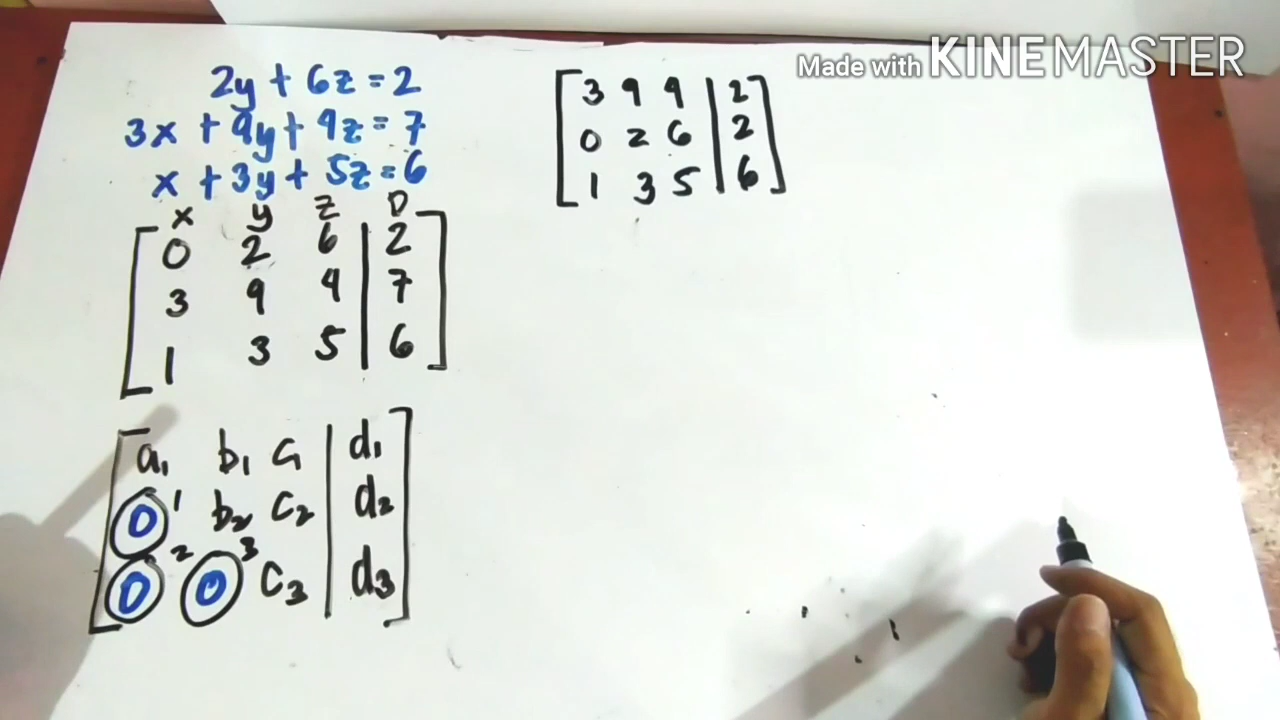 Made with KINEMASTER
2y + 6z = 2
3x + 9y + 4z = 7
x + 3y + 5z = 6
x y z D
0 2 6 | 2
3 9 4 | 7
1 3 5 | 6
a₁ b₁ c₁ | d₁
0 1 b₂ c₂ | d₂
0 2 0 3 c₃ | d₃
3 9 4 | 2
0 2 6 | 2
1 3 5 | 6